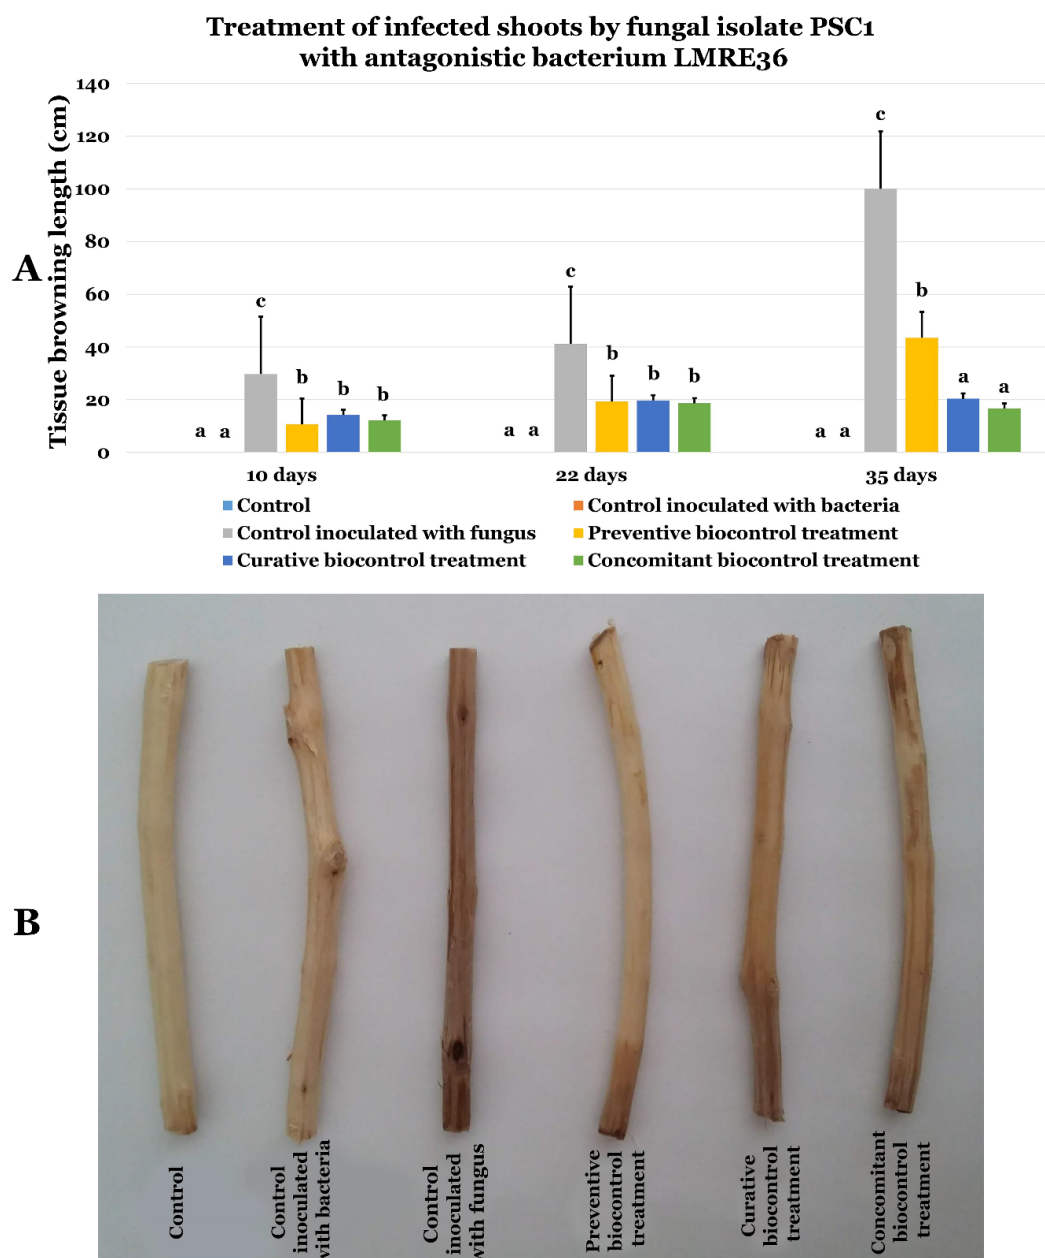 Treatment of infected shoots by fungal isolate PSC1
with antagonistic bacterium LMRE36
A
Tissue browning length (cm)
140
120
100
80
60
40
20
0
a a c b b b
a a c b b b
a a c b a a
10 days 22 days 35 days
Control Control inoculated with bacteria
Control inoculated with fungus Preventive biocontrol treatment
Curative biocontrol treatment Concomitant biocontrol treatment
B
Control
Control
inoculated
with bacteria
Control
inoculated
with fungus
Preventive
biocontrol
treatment
Curative
biocontrol
treatment
Concomitant
biocontrol
treatment